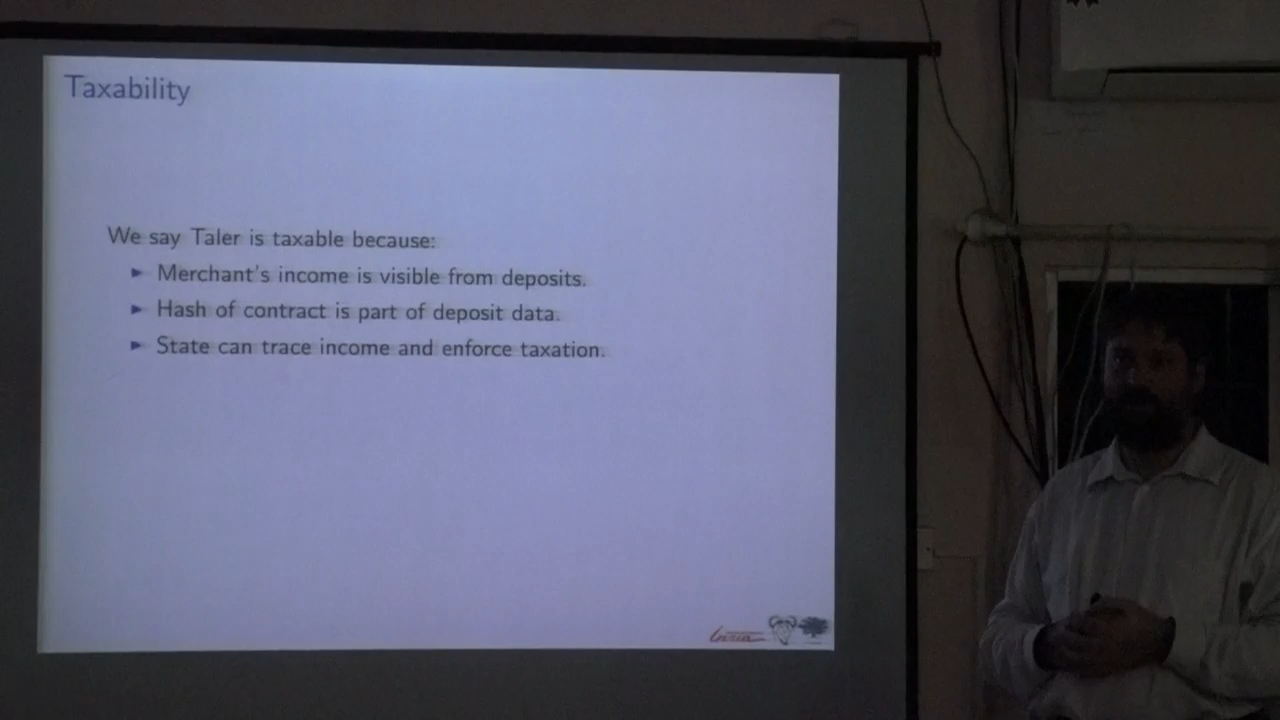 Taxability
We say Taler is taxable because:
Merchant's income is visible from deposits.
Hash of contract is part of deposit data.
State can trace income and enforce taxation.
Inria